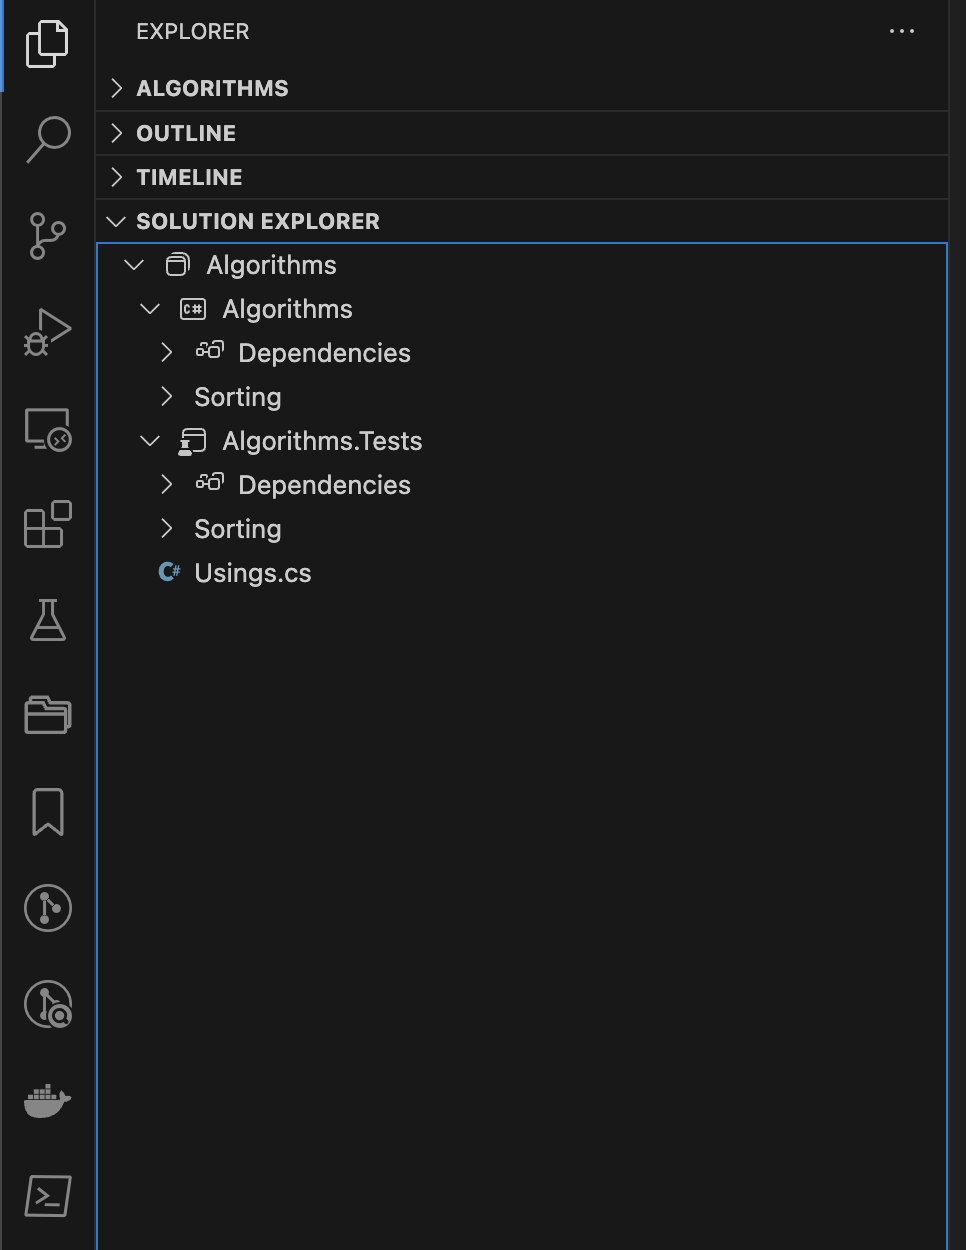 EXPLORER
ALGORITHMS
OUTLINE
TIMELINE
SOLUTION EXPLORER
Algorithms
C# Algorithms
Dependencies
Sorting
Algorithms.Tests
Dependencies
Sorting
C# Usings.cs